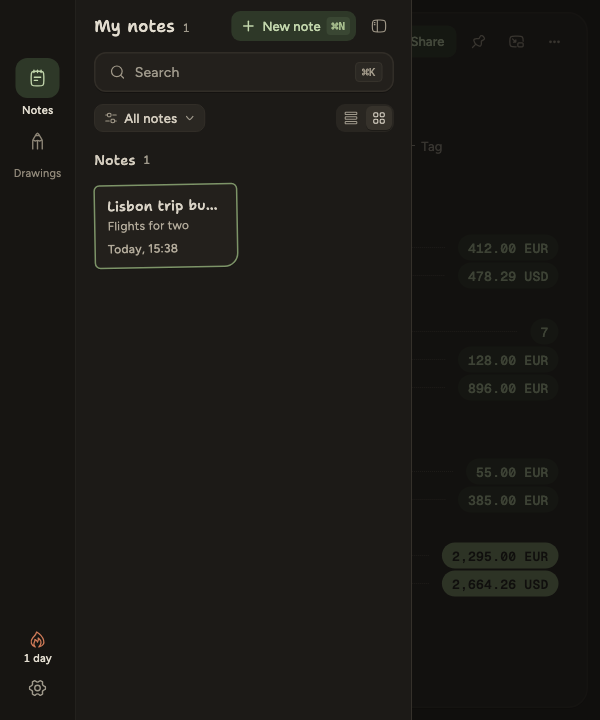 My notes 1
+ New note ⌘N
Share
Search ⌘K
Notes
All notes
Tag
Drawings
Notes 1
Lisbon trip bu...
Flights for two
Today, 15:38
412.00 EUR
478.29 USD
7
128.00 EUR
896.00 EUR
55.00 EUR
385.00 EUR
2,295.00 EUR
2,664.26 USD
1 day